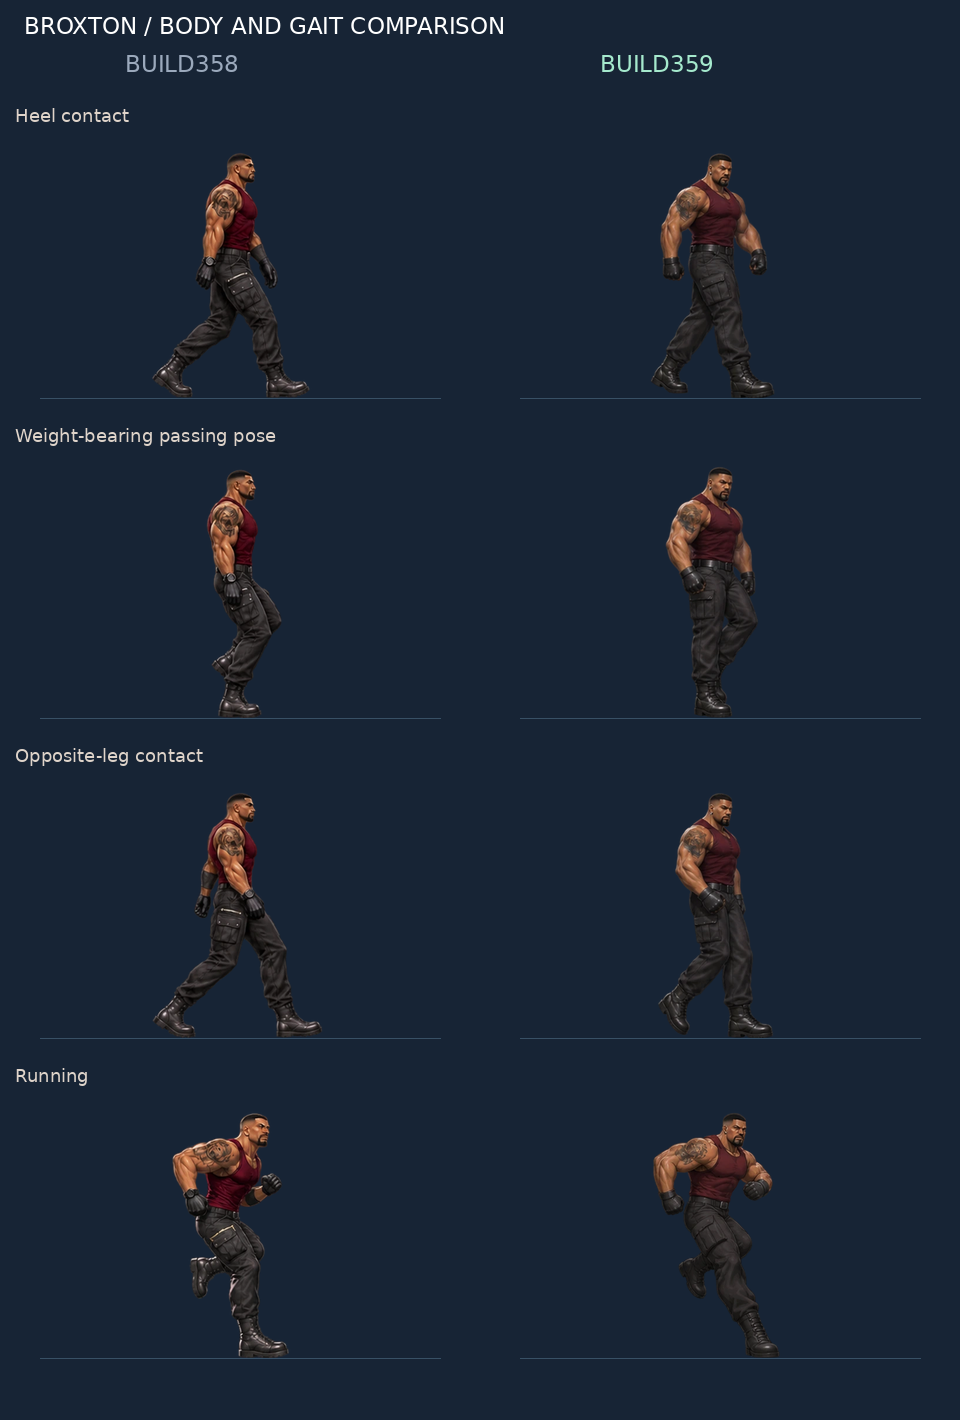 BROXTON / BODY AND GAIT COMPARISON
BUILD358
BUILD359
Heel contact
Weight-bearing passing pose
Opposite-leg contact
Running